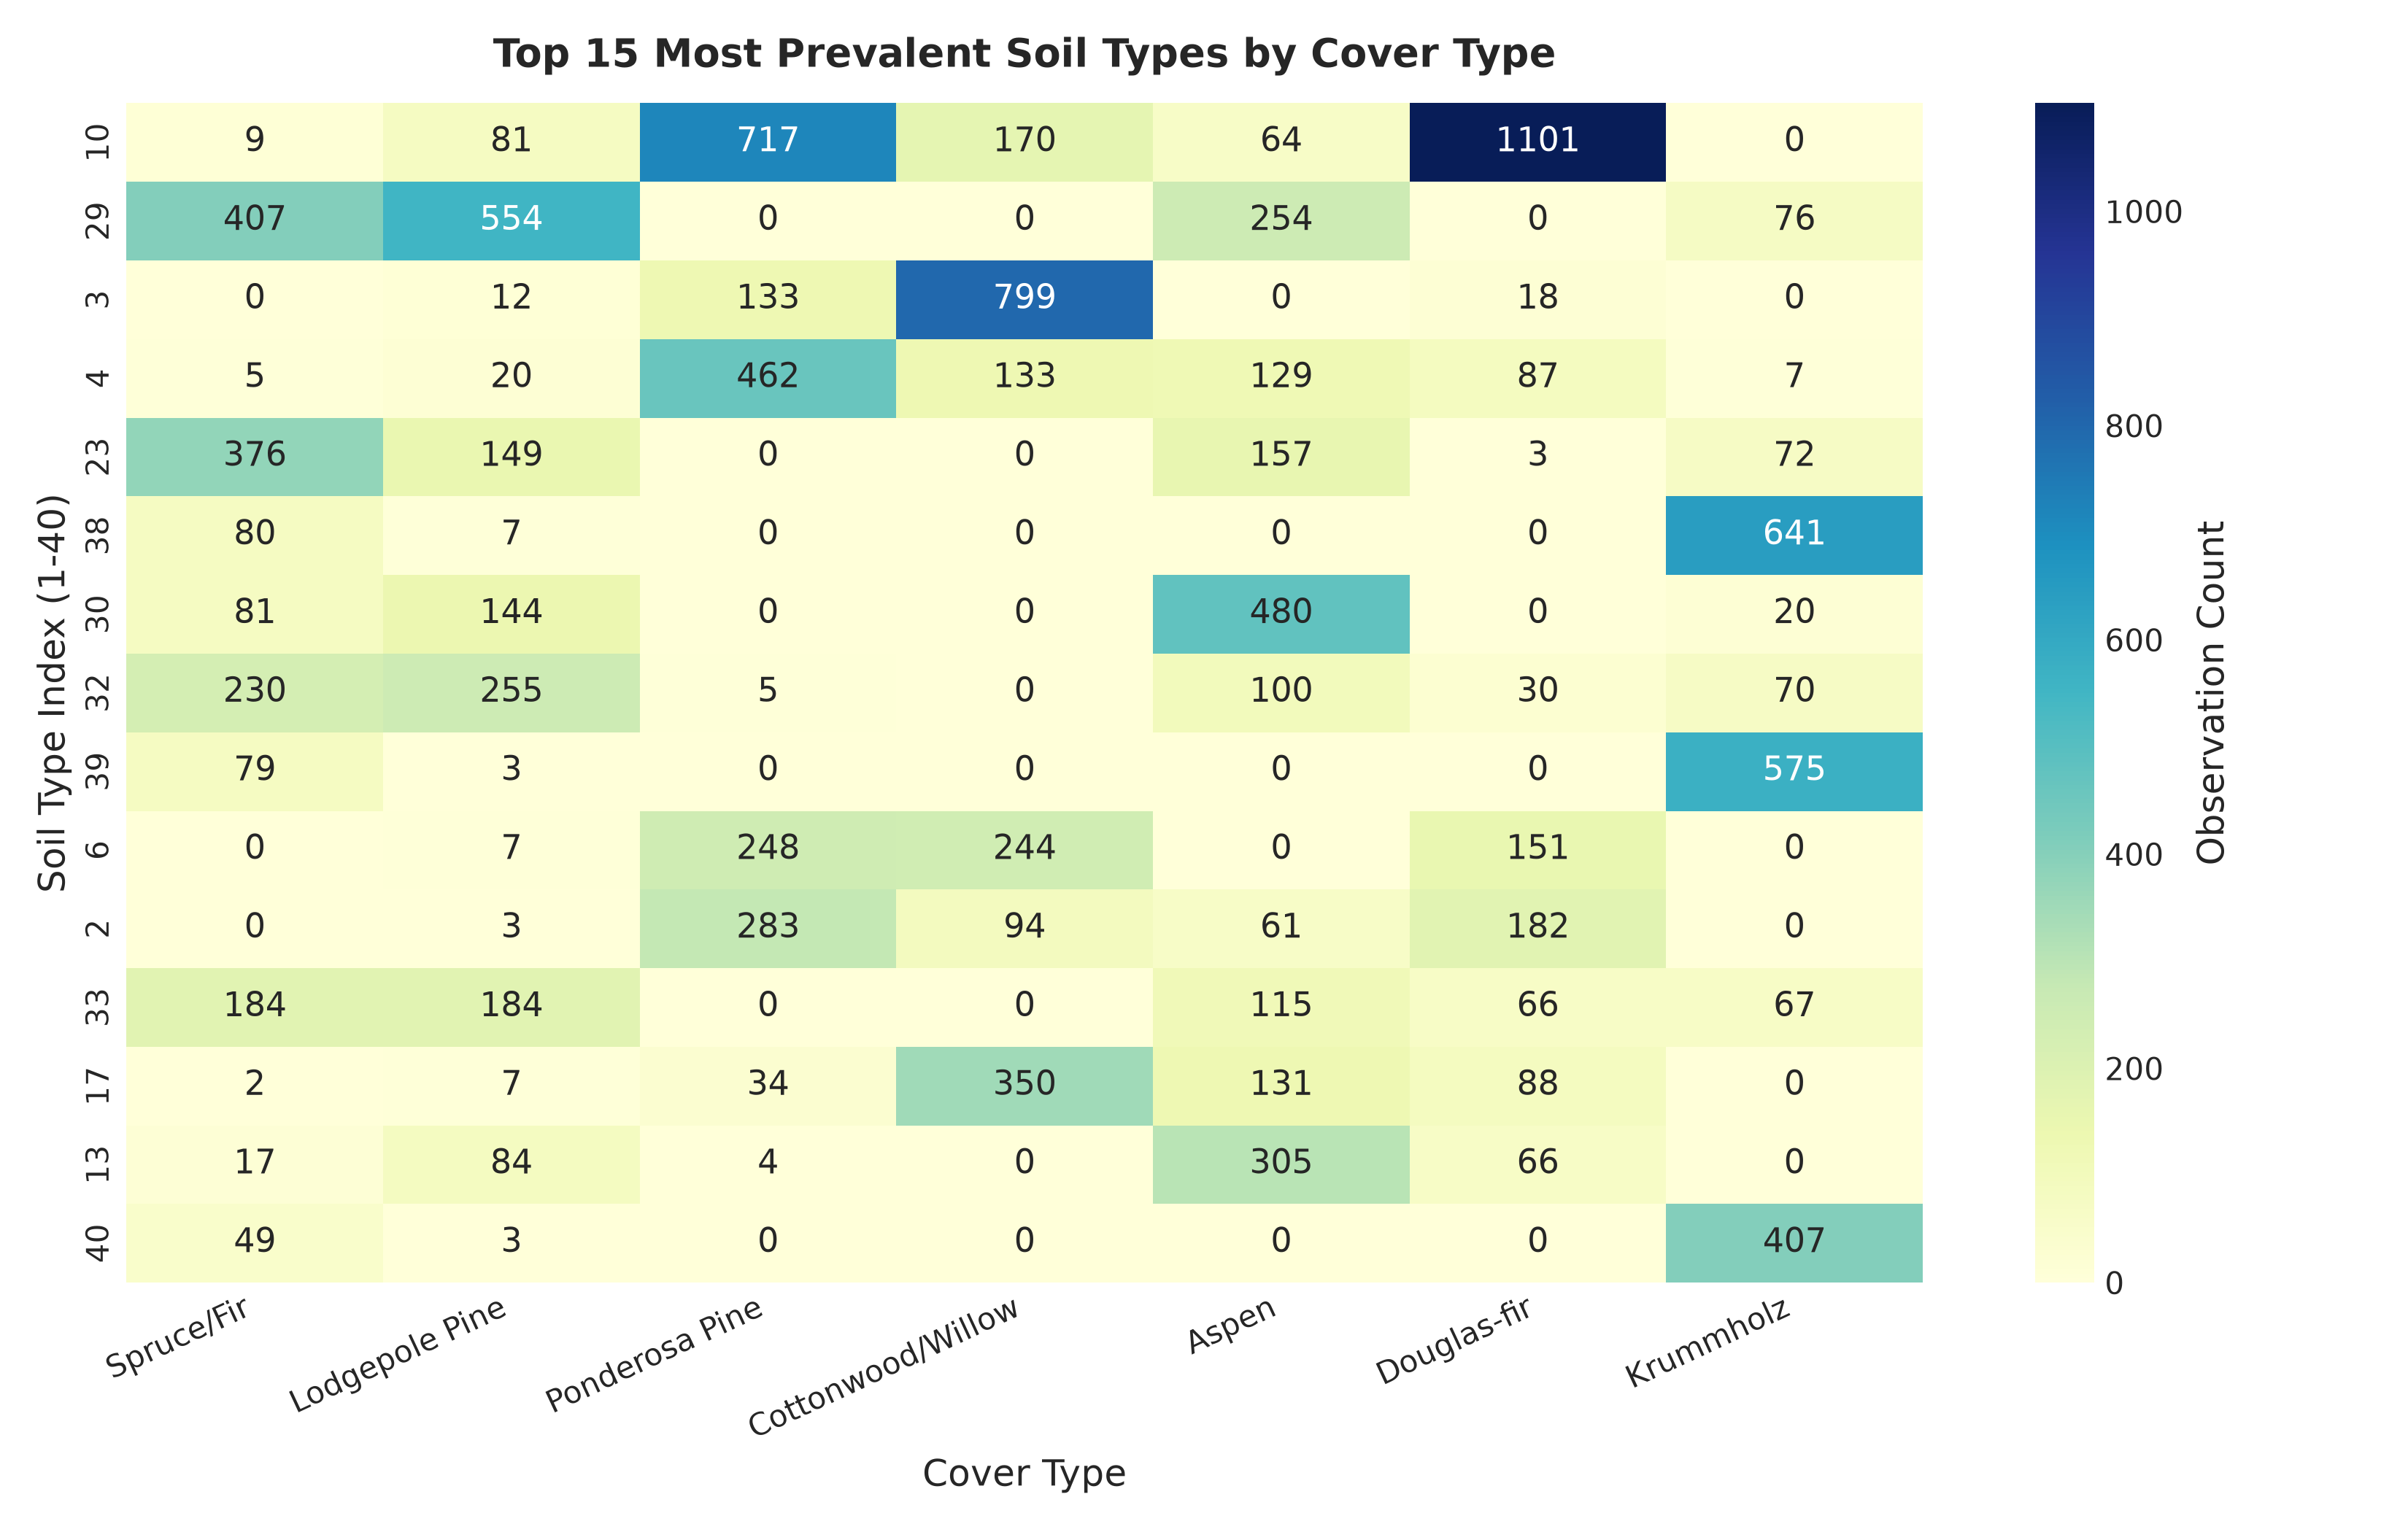 Top 15 Most Prevalent Soil Types by Cover Type
Soil Type Index (1-40)
10 9 81 717 170 64 1101 0
29 407 554 0 0 254 0 76
3 0 12 133 799 0 18 0
4 5 20 462 133 129 87 7
23 376 149 0 0 157 3 72
38 80 7 0 0 0 0 641
30 81 144 0 0 480 0 20
32 230 255 5 0 100 30 70
39 79 3 0 0 0 0 575
6 0 7 248 244 0 151 0
2 0 3 283 94 61 182 0
33 184 184 0 0 115 66 67
17 2 7 34 350 131 88 0
13 17 84 4 0 305 66 0
40 49 3 0 0 0 0 407
Spruce/Fir Lodgepole Pine Ponderosa Pine Cottonwood/Willow Aspen Douglas-fir Krummholz
Cover Type
1000
800
600
400
200
0
Observation Count